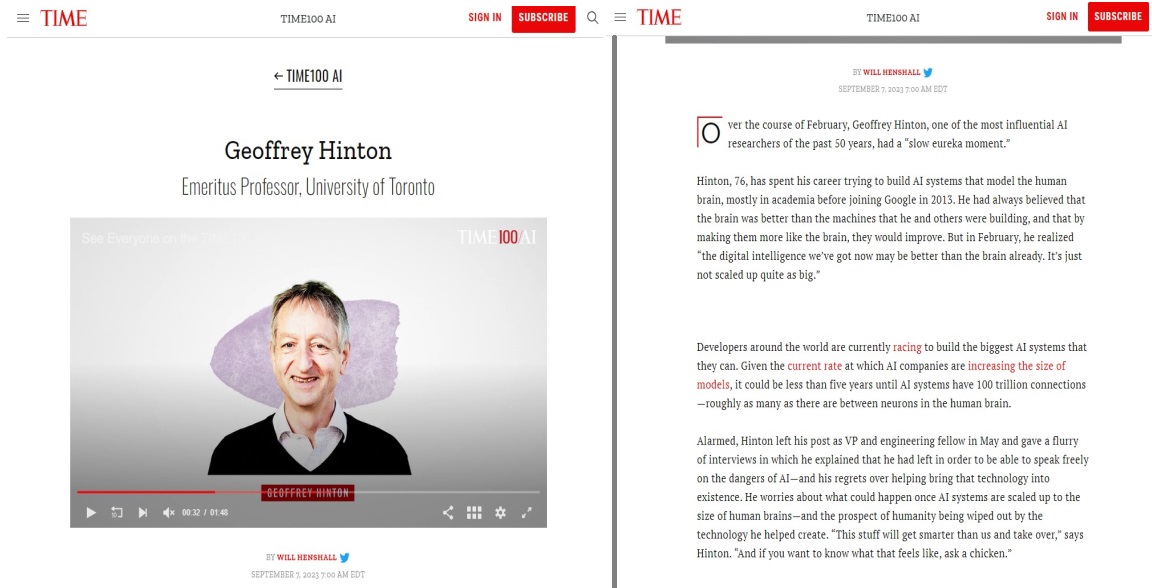 TIME
TIME100 AI
SIGN IN
SUBSCRIBE
← TIME100 AI
Geoffrey Hinton
Emeritus Professor, University of Toronto
See Everyone on the TIME100
TIME100/AI
GEOFFREY HINTON
10
00:32 / 01:48
BY WILL HENSHALL
SEPTEMBER 7, 2023 7:00 AM EDT
TIME
TIME100 AI
SIGN IN
SUBSCRIBE
BY WILL HENSHALL
SEPTEMBER 7, 2023 7:00 AM EDT
Over the course of February, Geoffrey Hinton, one of the most influential AI
researchers of the past 50 years, had a “slow eureka moment.”
Hinton, 76, has spent his career trying to build AI systems that model the human
brain, mostly in academia before joining Google in 2013. He had always believed that
the brain was better than the machines that he and others were building, and that by
making them more like the brain, they would improve. But in February, he realized
“the digital intelligence we’ve got now may be better than the brain already. It’s just
not scaled up quite as big.”
Developers around the world are currently racing to build the biggest AI systems that
they can. Given the current rate at which AI companies are increasing the size of
models, it could be less than five years until AI systems have 100 trillion connections
—roughly as many as there are between neurons in the human brain.
Alarmed, Hinton left his post as VP and engineering fellow in May and gave a flurry
of interviews in which he explained that he had left in order to be able to speak freely
on the dangers of AI—and his regrets over helping bring that technology into
existence. He worries about what could happen once AI systems are scaled up to the
size of human brains—and the prospect of humanity being wiped out by the
technology he helped create. “This stuff will get smarter than us and take over,” says
Hinton. “And if you want to know what that feels like, ask a chicken.”